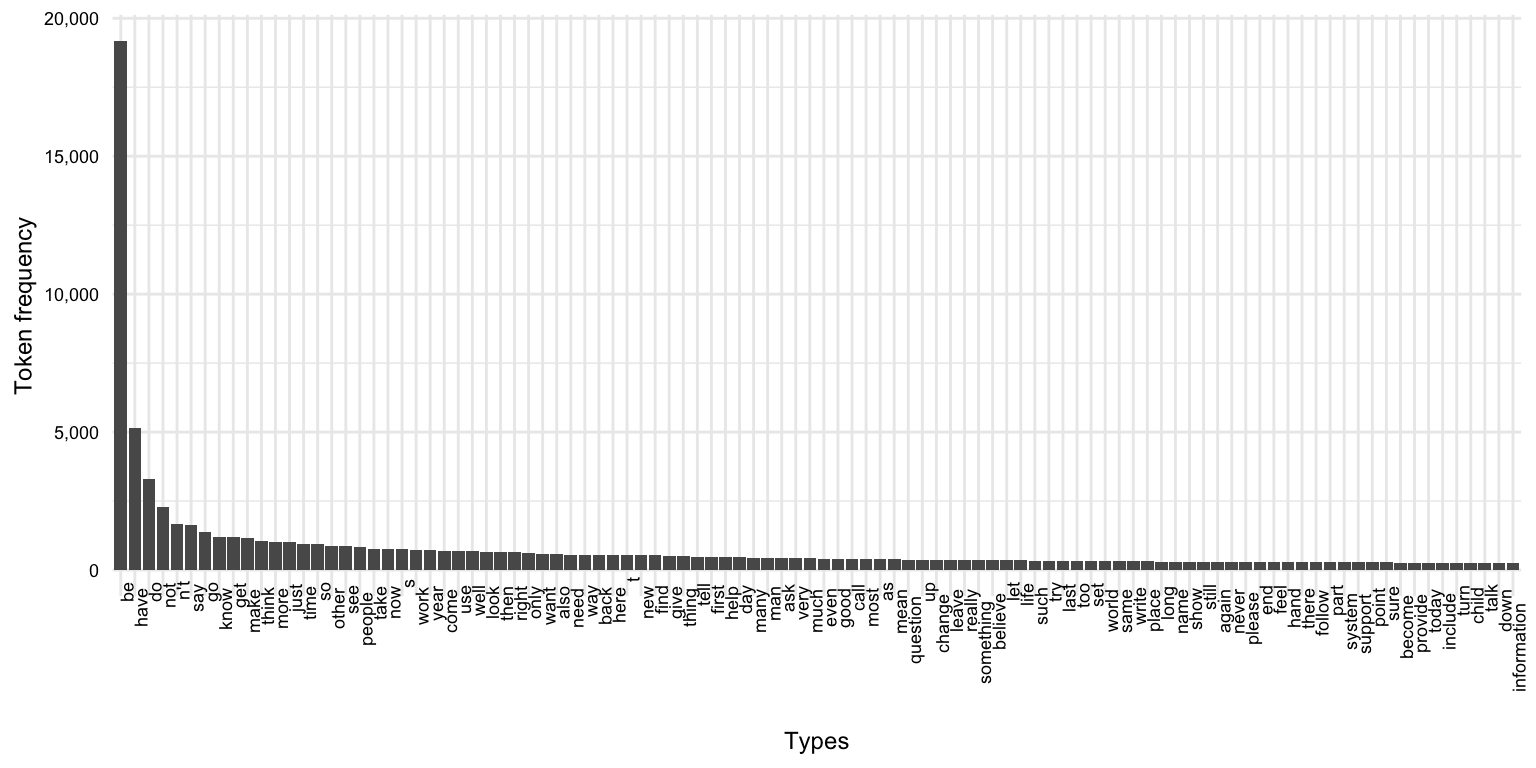 20,000
15,000
10,000
5,000
0
Token frequency
be
have
do
not
n't
say
go
know
get
make
think
more
just
time
so
other
see
people
take
now
s
work
year
come
use
well
look
then
right
only
want
also
need
way
back
here
t
new
find
give
thing
tell
first
help
day
many
man
ask
very
much
even
good
call
most
as
mean
question
up
change
leave
really
something
believe
let
life
such
try
last
too
set
world
same
write
place
long
name
show
still
again
never
please
end
feel
hand
there
follow
part
system
support
point
sure
become
provide
today
include
turn
child
talk
down
information
Types